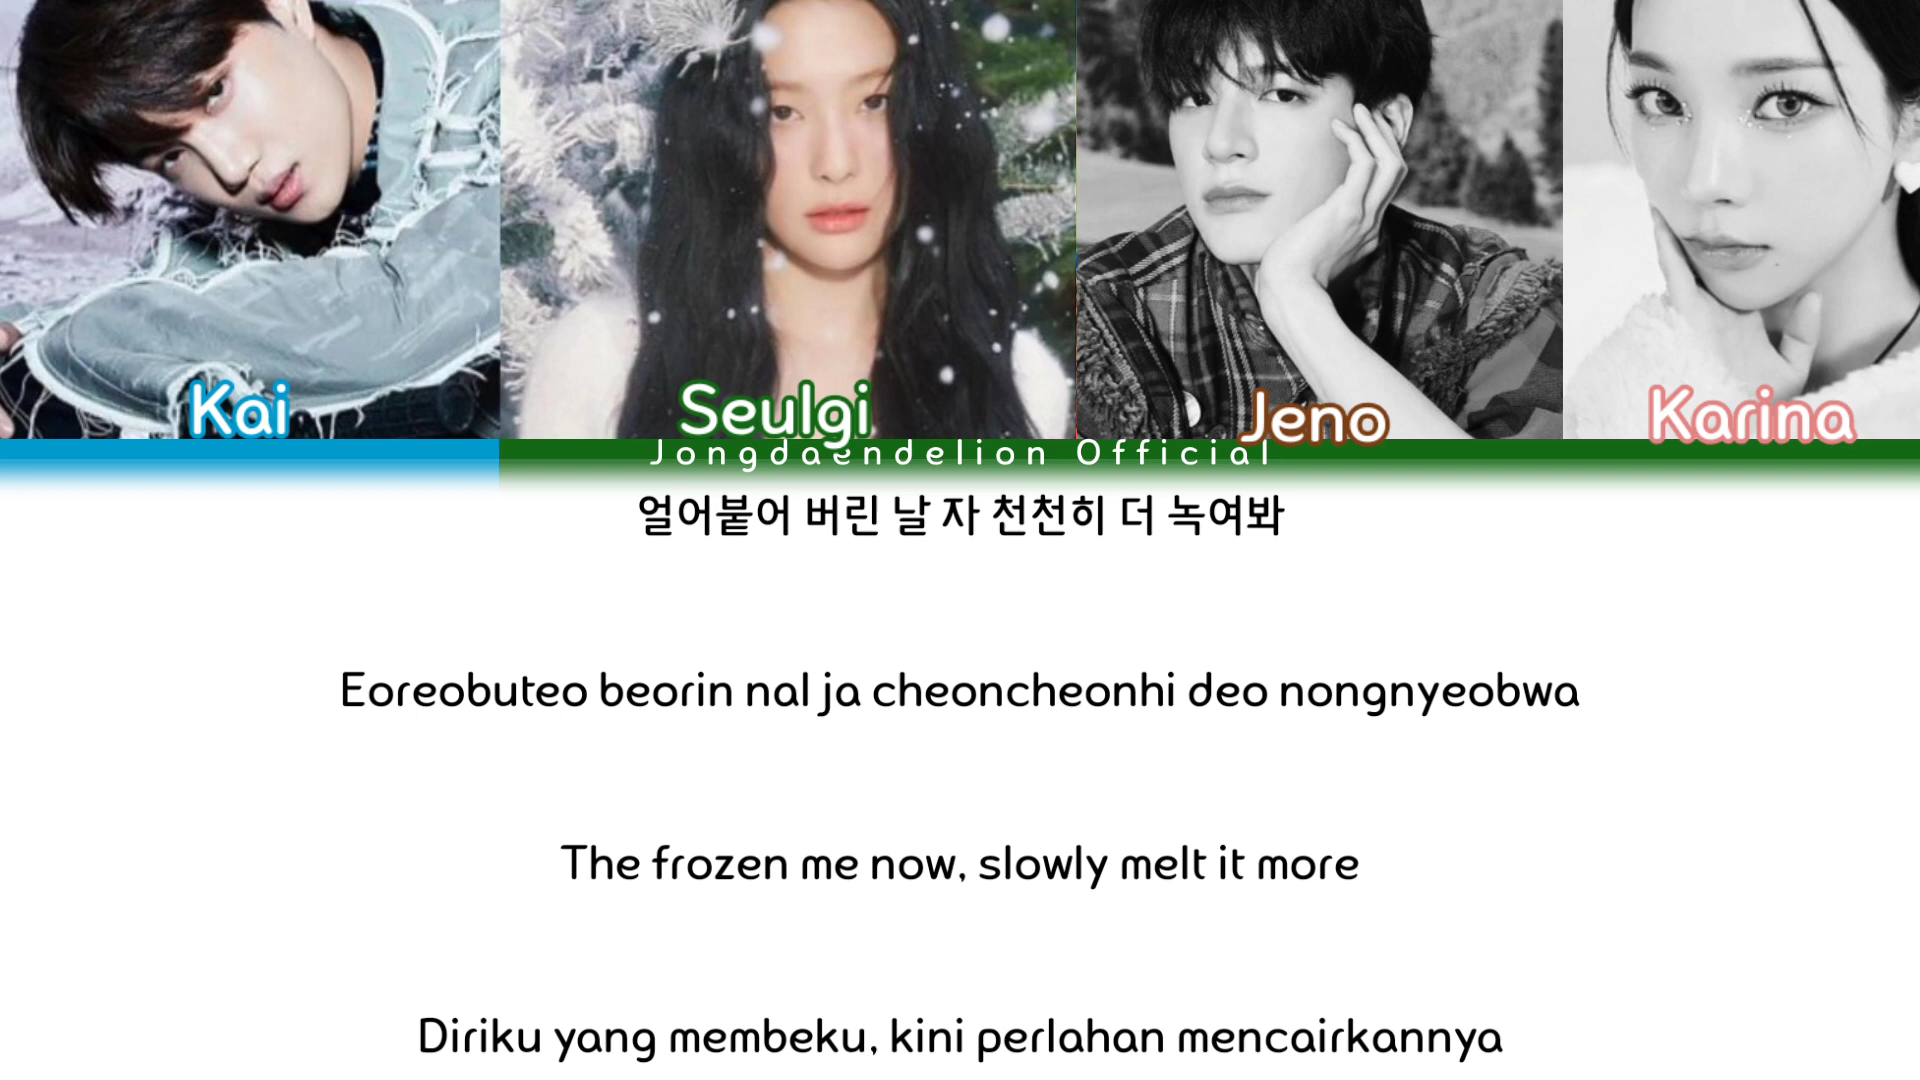 Kai Seulgi Jeno Karina
Jongdaendelion Official
얼어붙어 버린 날 자 천천히 더 녹여봐
Eoreobuteo beorin nal ja cheoncheonhi deo nongnyeobwa
The frozen me now, slowly melt it more
Diriku yang membeku, kini perlahan mencairkannya